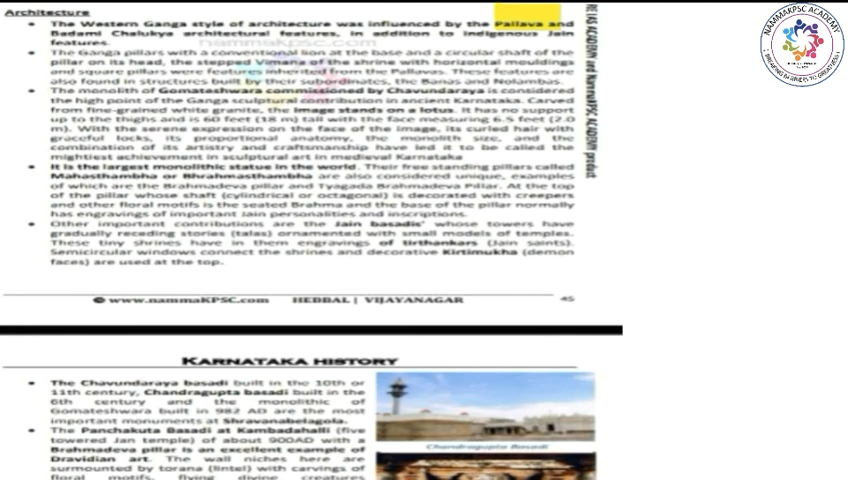 Architecture
• The Western Ganga style of architecture was influenced by the Pallava and
Badami Chalukya architectural features, in addition to indigenous Jain
features.
nammakpsc.com
• The Ganga pillars with a conventional lion at the base and a circular shaft of the
pillar on its head, the stepped Vimana of the shrine with horizontal mouldings
and square pillars were features inherited from the Pallavas. These features are
also found in structures built by their subordinates, the Banas and Nolambas.
• The monolith of Gomateshwara commissioned by Chavundaraya is considered
the high point of the Ganga sculptural contribution in ancient Karnataka. Carved
from fine-grained white granite, the image stands on a lotus. It has no support
up to the thighs and is 60 feet (18 m) tall with the face measuring 6.5 feet (2.0
m). With the serene expression on the face of the image, its curled hair with
graceful locks, its proportional anatomy, the monolith size, and the
combination of its artistry and craftsmanship have led it to be called the
mightiest achievement in sculptural art in medieval Karnataka
• It is the largest monolithic statue in the world. Their free standing pillars called
Mahasthambha or Bhrahmasthambha are also considered unique, examples
of which are the Brahmadeva pillar and Tyagada Brahmadeva Pillar. At the top
of the pillar whose shaft (cylindrical or octagonal) is decorated with creepers
and other floral motifs is the seated Brahma and the base of the pillar normally
has engravings of important Jain personalities and inscriptions.
• Other important contributions are the Jain basadis' whose towers have
gradually receding stories (talas) ornamented with small models of temples.
These tiny shrines have in them engravings of tirthankars (Jain saints).
Semicircular windows connect the shrines and decorative Kirtimukha (demon
faces) are used at the top.
www.nammaKPSC.com HEBBAL | VIJAYANAGAR 45
KARNATAKA HISTORY
• The Chavundaraya basadi built in the 10th or
11th century, Chandragupta basadi built in the
6th century and the monolithic of
Gomateshwara built in 982 AD are the most
important monuments at Shravanabelagola.
• The Panchakuta Basadi at Kambadahalli (five
towered Jan temple) of about 900AD with a
Brahmadeva pillar is an excellent example of
Dravidian art. The wall niches here are
surmounted by torana (lintel) with carvings of
floral motifs, flying divine creatures
Chandragupta Basadi
IAS ACADEMY and NammaKPSC ACADEMY product
NAMMAKPSC ACADEMY